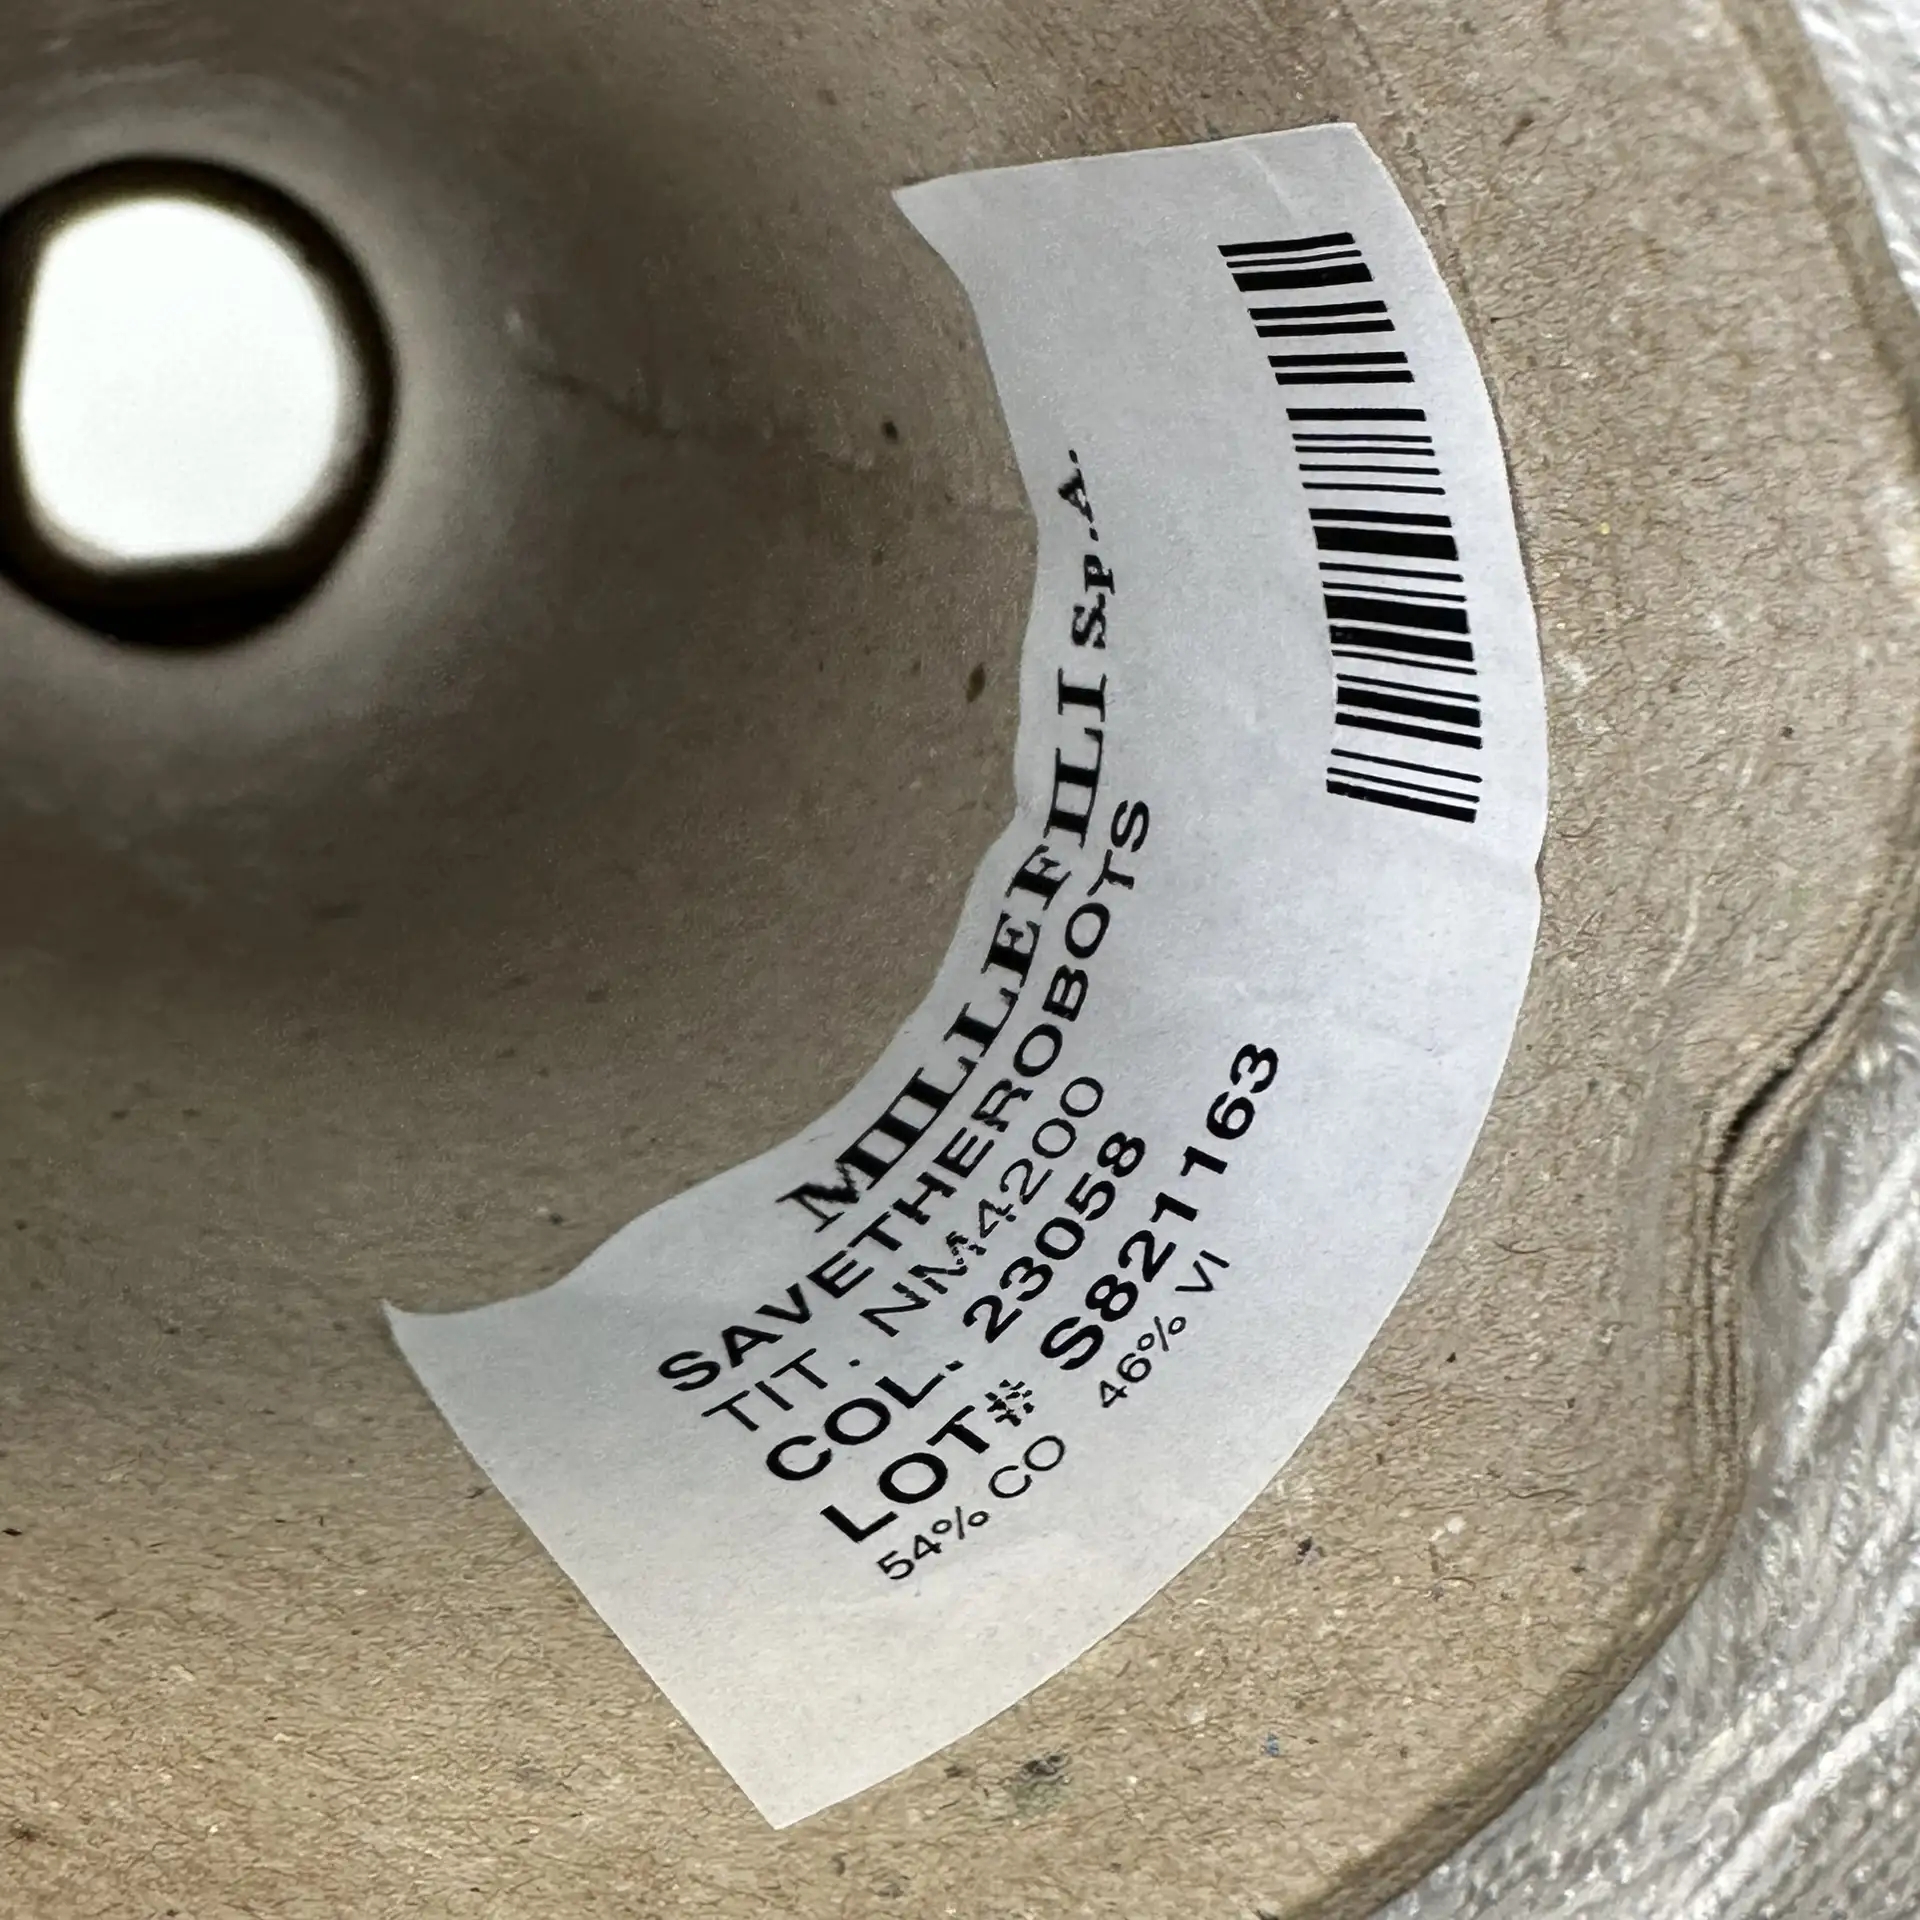 MILLEFILI S.p.A.
SAVETHEROBOTS
TIT. NM4200
COL. 23058
LOT# S821163
54% CO 46% VI